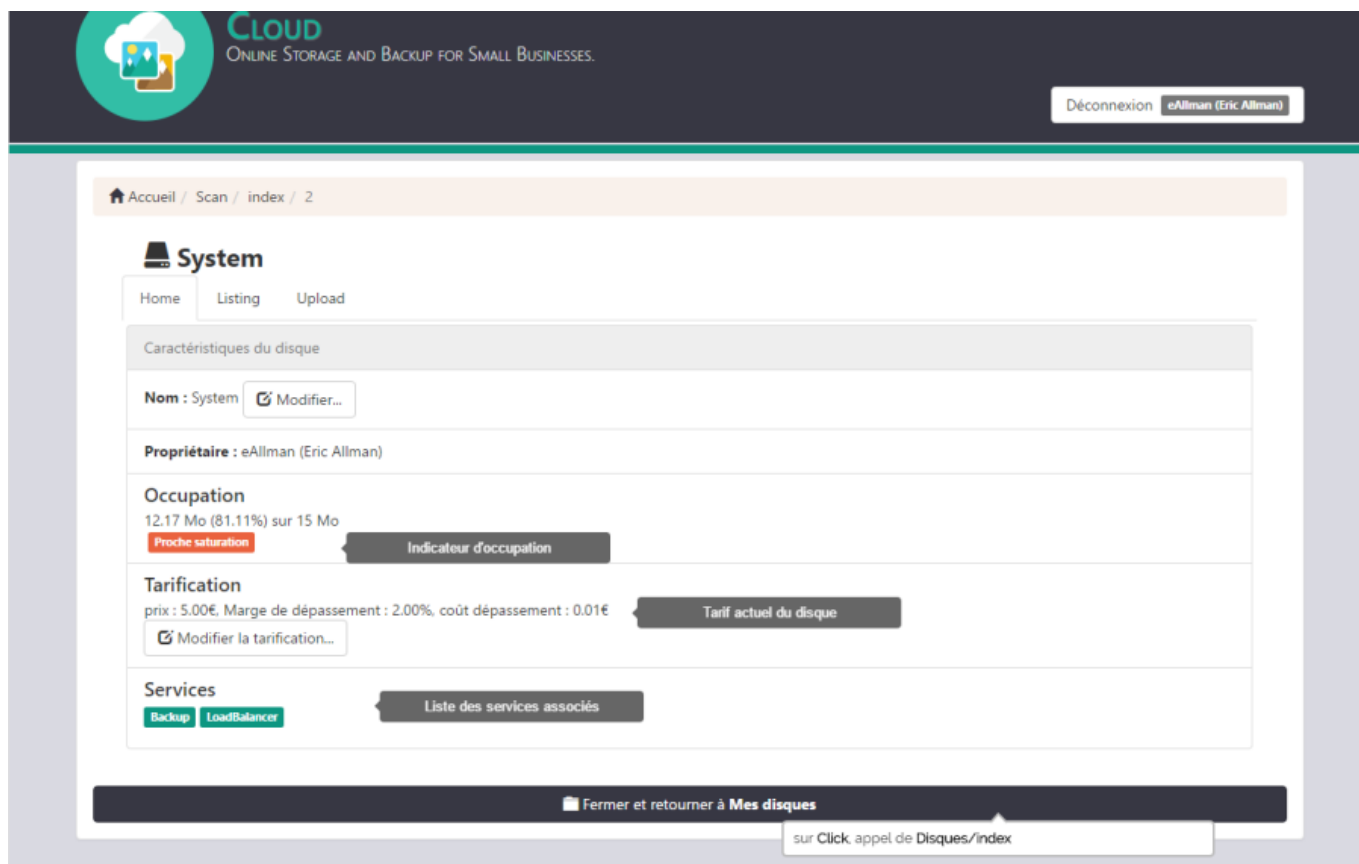 CLOUD
ONLINE STORAGE AND BACKUP FOR SMALL BUSINESSES.
Déconnexion eAllman (Eric Allman)
Accueil / Scan / index / 2
System
Home Listing Upload
Caractéristiques du disque
Nom : System Modifier...
Propriétaire : eAllman (Eric Allman)
Occupation
12.17 Mo (81.11%) sur 15 Mo
Proche saturation
Indicateur d'occupation
Tarification
prix : 5.00€, Marge de dépassement : 2.00%, coût dépassement : 0.01€
Tarif actuel du disque
Modifier la tarification...
Services
Backup LoadBalancer
Liste des services associés
Fermer et retourner à Mes disques
sur Click, appel de Disques/index